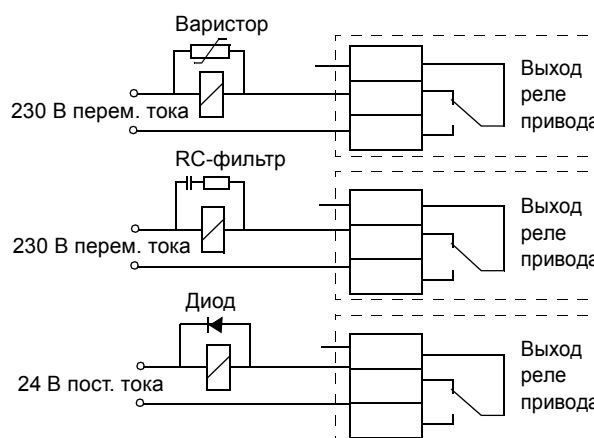 Варистор
230 В перем. тока
Выход
реле
привода
RC-фильтр
230 В перем. тока
Выход
реле
привода
Диод
24 В пост. тока
Выход
реле
привода